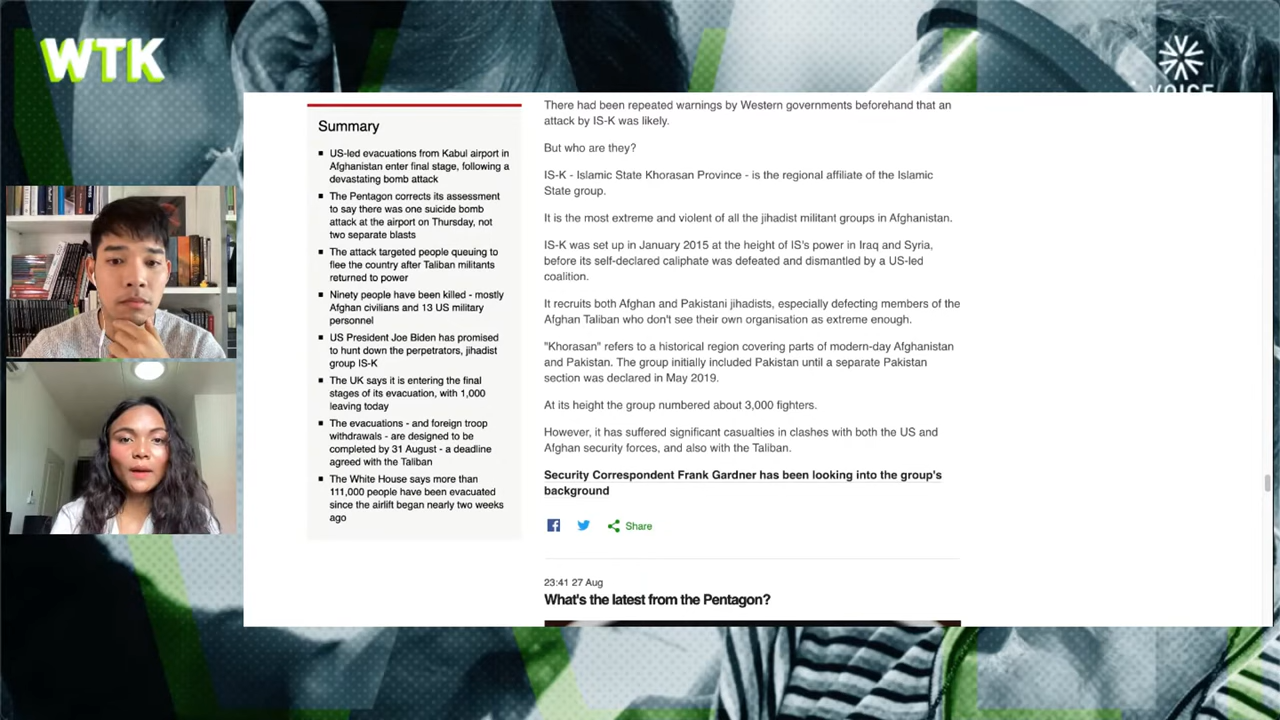 WTK
VOICE
Summary
US-led evacuations from Kabul airport in
Afghanistan enter final stage, following a
devastating bomb attack
The Pentagon corrects its assessment
to say there was one suicide bomb
attack at the airport on Thursday, not
two separate blasts
The attack targeted people queuing to
flee the country after Taliban militants
returned to power
Ninety people have been killed - mostly
Afghan civilians and 13 US military
personnel
US President Joe Biden has promised
to hunt down the perpetrators, jihadist
group IS-K
The UK says it is entering the final
stages of its evacuation, with 1,000
leaving today
The evacuations - and foreign troop
withdrawals - are designed to be
completed by 31 August - a deadline
agreed with the Taliban
The White House says more than
111,000 people have been evacuated
since the airlift began nearly two weeks
ago
There had been repeated warnings by Western governments beforehand that an
attack by IS-K was likely.
But who are they?
IS-K - Islamic State Khorasan Province - is the regional affiliate of the Islamic
State group.
It is the most extreme and violent of all the jihadist militant groups in Afghanistan.
IS-K was set up in January 2015 at the height of IS's power in Iraq and Syria,
before its self-declared caliphate was defeated and dismantled by a US-led
coalition.
It recruits both Afghan and Pakistani jihadists, especially defecting members of the
Afghan Taliban who don't see their own organisation as extreme enough.
"Khorasan" refers to a historical region covering parts of modern-day Afghanistan
and Pakistan. The group initially included Pakistan until a separate Pakistan
section was declared in May 2019.
At its height the group numbered about 3,000 fighters.
However, it has suffered significant casualties in clashes with both the US and
Afghan security forces, and also with the Taliban.
Security Correspondent Frank Gardner has been looking into the group's
background
Share
23:41 27 Aug
What's the latest from the Pentagon?